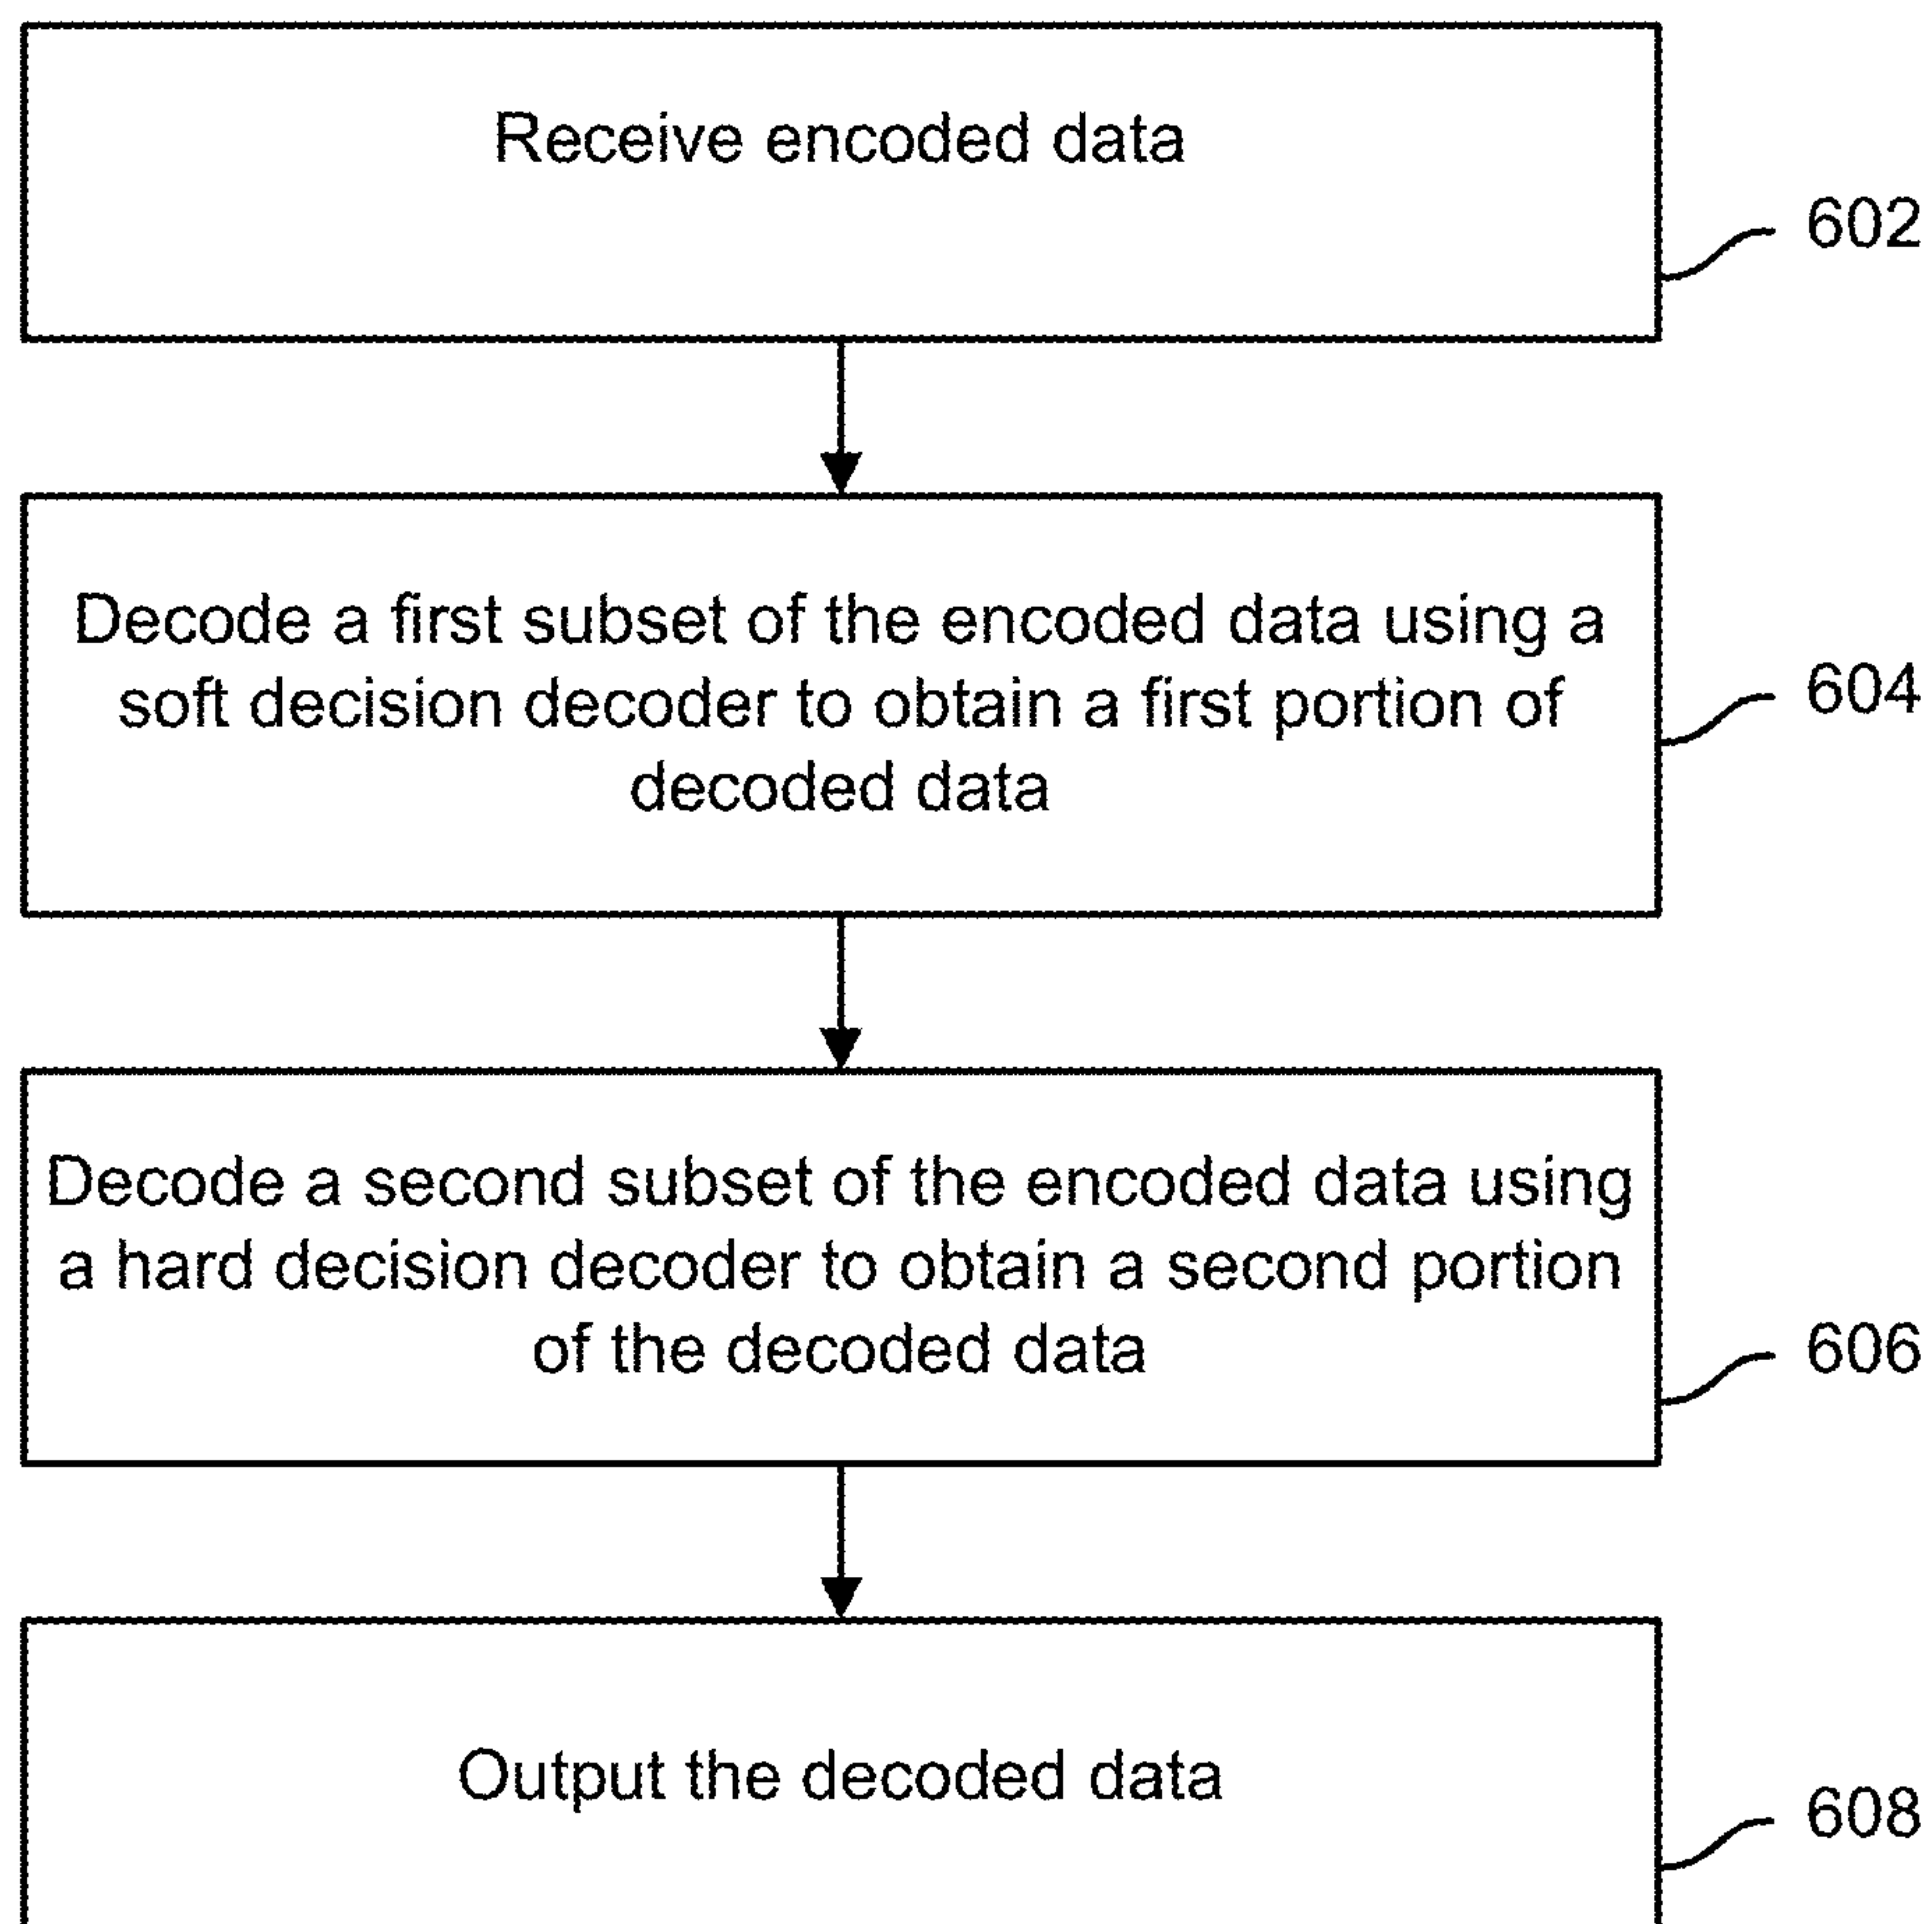 Receive encoded data
602
Decode a first subset of the encoded data using a
soft decision decoder to obtain a first portion of
decoded data
604
Decode a second subset of the encoded data using
a hard decision decoder to obtain a second portion
of the decoded data
606
Output the decoded data
608